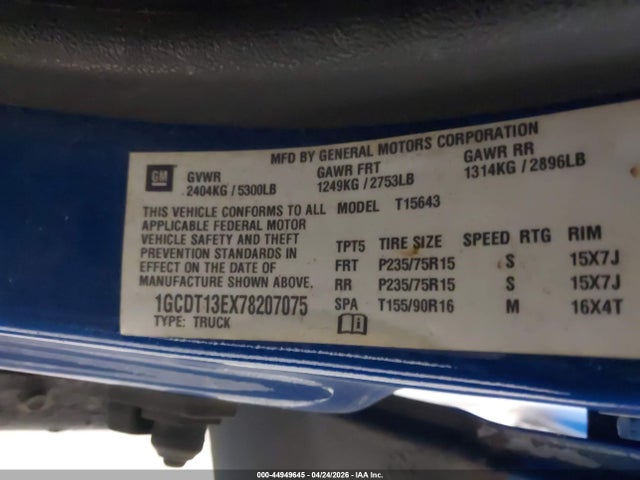 MFD BY GENERAL MOTORS CORPORATION
GM GVWR GAWR FRT GAWR RR
2404KG / 5300LB 1249KG / 2753LB 1314KG / 2896LB
THIS VEHICLE CONFORMS TO ALL MODEL T15643
APPLICABLE FEDERAL MOTOR
VEHICLE SAFETY AND THEFT TPT5 TIRE SIZE SPEED RTG RIM
PREVENTION STANDARDS IN
EFFECT ON THE DATE OF FRT P235/75R15 S 15X7J
MANUFACTURE SHOWN ABOVE. RR P235/75R15 S 15X7J
1GCDT13EX78207075 SPA T155/90R16 M 16X4T
TYPE: TRUCK
000-44949645 - 04/24/2026 - IAAI.COM